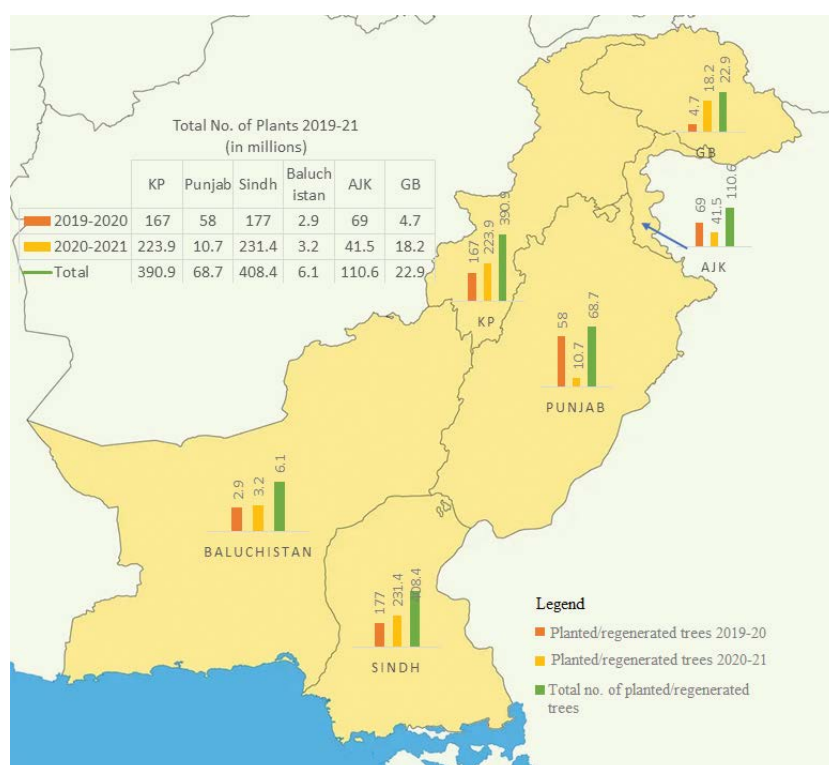 Total No. of Plants 2019-21
(in millions)
KP Punjab Sindh Baluch istan AJK GB
2019-2020 167 58 177 2.9 69 4.7
2020-2021 223.9 10.7 231.4 3.2 41.5 18.2
Total 390.9 68.7 408.4 6.1 110.6 22.9
4.7 18.2 22.9
GB
69 41.5 110.6
AJK
167 223.9 390.9
KP
58 10.7 68.7
PUNJAB
2.9 3.2 6.1
BALUCHISTAN
177 231.4 408.4
SINDH
Legend
Planted/regenerated trees 2019-20
Planted/regenerated trees 2020-21
Total no. of planted/regenerated
trees